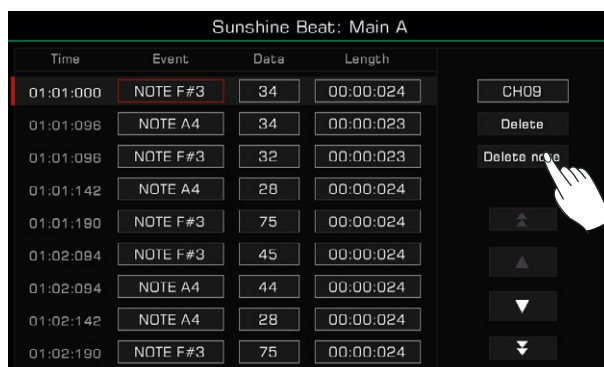 Sunshine Beat: Main A
Time Event Data Length
01:01:000 NOTE F#3 34 00:00:024 CH09
01:01:096 NOTE A4 34 00:00:023 Delete
01:01:096 NOTE F#3 32 00:00:023 Delete note
01:01:142 NOTE A4 28 00:00:024
01:01:190 NOTE F#3 75 00:00:024
01:02:094 NOTE F#3 45 00:00:024
01:02:094 NOTE A4 44 00:00:024
01:02:142 NOTE A4 28 00:00:024
01:02:190 NOTE F#3 75 00:00:024